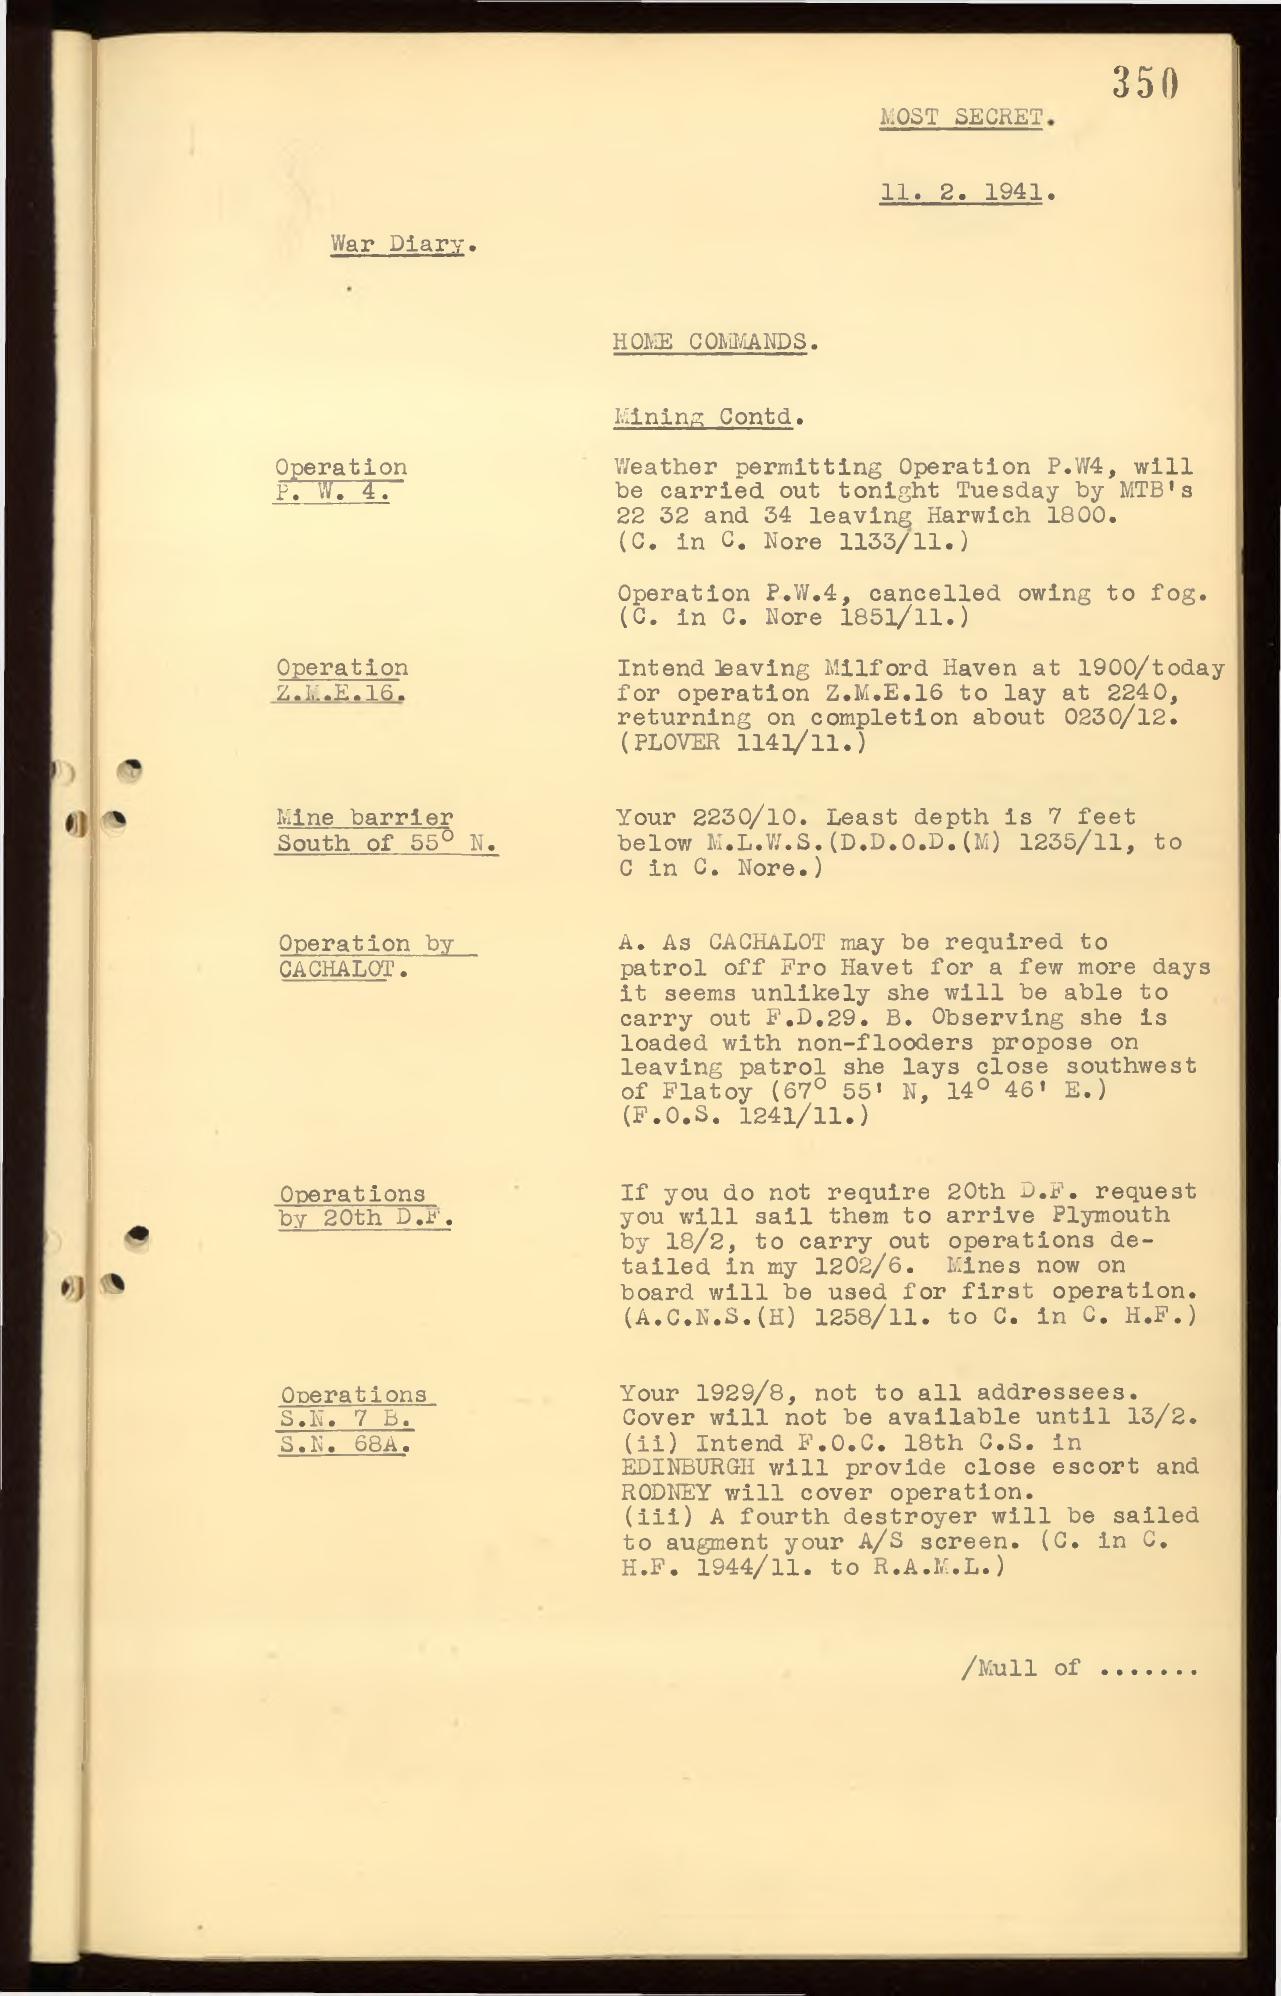 350
MOST SECRET.
11. 2. 1941.
War Diary.
HOME COMMANDS.
Mining Contd.
Operation
P. W. 4.
Weather permitting Operation P.W4, will
be carried out tonight Tuesday by MTB's
22 32 and 34 leaving Harwich 1800.
(C. in C. Nore 1133/11.)
Operation P.W.4, cancelled owing to fog.
(C. in C. Nore 1851/11.)
Operation
Z.M.E.16.
Intend leaving Milford Haven at 1900/today
for operation Z.M.E.16 to lay at 2240,
returning on completion about 0230/12.
(PLOVER 1141/11.)
Mine barrier
South of 55° N.
Your 2230/10. Least depth is 7 feet
below M.L.W.S.(D.D.O.D.(M) 1235/11, to
C in C. Nore.)
Operation by
CACHALOT.
A. As CACHALOT may be required to
patrol off Fro Havet for a few more days
it seems unlikely she will be able to
carry out F.D.29. B. Observing she is
loaded with non-flooders propose on
leaving patrol she lays close southwest
of Flatoy (67° 55' N, 14° 46' E.)
(F.O.S. 1241/11.)
Operations
by 20th D.F.
If you do not require 20th D.F. request
you will sail them to arrive Plymouth
by 18/2, to carry out operations de-
tailed in my 1202/6. Mines now on
board will be used for first operation.
(A.C.N.S.(H) 1258/11. to C. in C. H.F.)
Operations
S.N. 7 B.
S.N. 68A.
Your 1929/8, not to all addressees.
Cover will not be available until 13/2.
(ii) Intend F.O.C. 18th C.S. in
EDINBURGH will provide close escort and
RODNEY will cover operation.
(iii) A fourth destroyer will be sailed
to augment your A/S screen. (C. in C.
H.F. 1944/11. to R.A.M.L.)
/Mull of .......